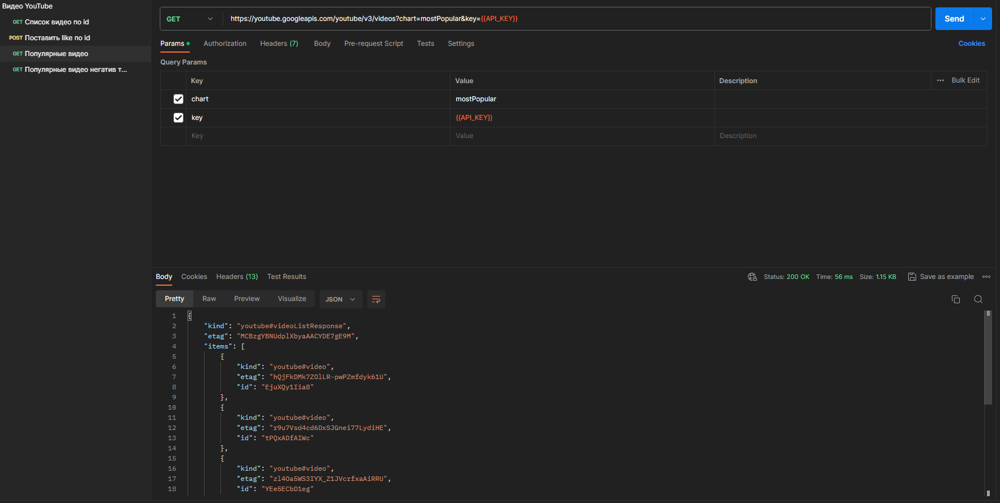 Видео YouTube
GET Список видео по id
POST Поставить like по id
GET Популярные видео
GET Популярные видео негатив т...
GET https://youtube.googleapis.com/youtube/v3/videos?chart=mostPopular&key={{API_KEY}} Send
Params Authorization Headers (7) Body Pre-request Script Tests Settings Cookies
Query Params
Key Value Description ••• Bulk Edit
chart mostPopular
key {{API_KEY}}
Key Value Description
Body Cookies Headers (13) Test Results Status: 200 OK Time: 56 ms Size: 1.15 KB Save as example
Pretty Raw Preview Visualize JSON
1 {
2 "kind": "youtube#videoListResponse",
3 "etag": "MCBzgYBNUdplXbyaAACYDE7gE9M",
4 "items": [
5 {
6 "kind": "youtube#video",
7 "etag": "hQjFkDMk7ZOlLR-pwPZmfdyk61U",
8 "id": "EjuXQy1Iia8"
9 },
10 {
11 "kind": "youtube#video",
12 "etag": "r9u7Vsd4cd6DxSJGnei77LydiHE",
13 "id": "tPQxADfAIWc"
14 },
15 {
16 "kind": "youtube#video",
17 "etag": "zl4Oa5WS3IYX_Z1JVcrfxaAiRRU",
18 "id": "YEe5ECbD1eg"